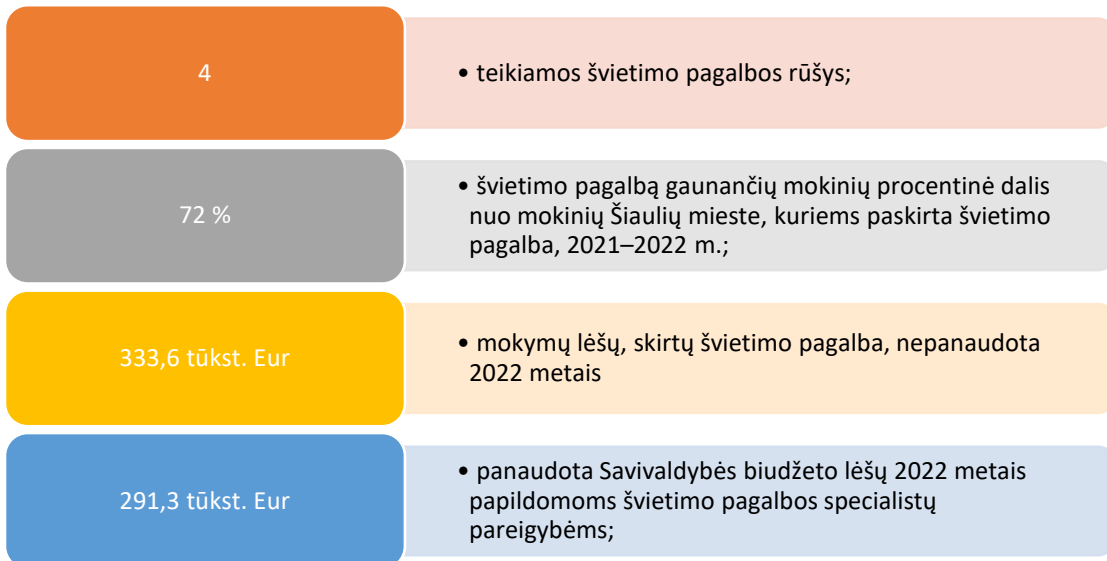 4
• teikiamos švietimo pagalbos rūšys;
72 %
• švietimo pagalbą gaunančių mokinių procentinė dalis
nuo mokinių Šiaulių mieste, kuriems paskirta švietimo
pagalba, 2021–2022 m.;
333,6 tūkst. Eur
• mokymų lėšų, skirtų švietimo pagalba, nepanaudota
2022 metais
291,3 tūkst. Eur
• panaudota Savivaldybės biudžeto lėšų 2022 metais
papildomoms švietimo pagalbos specialistų
pareigybėms;